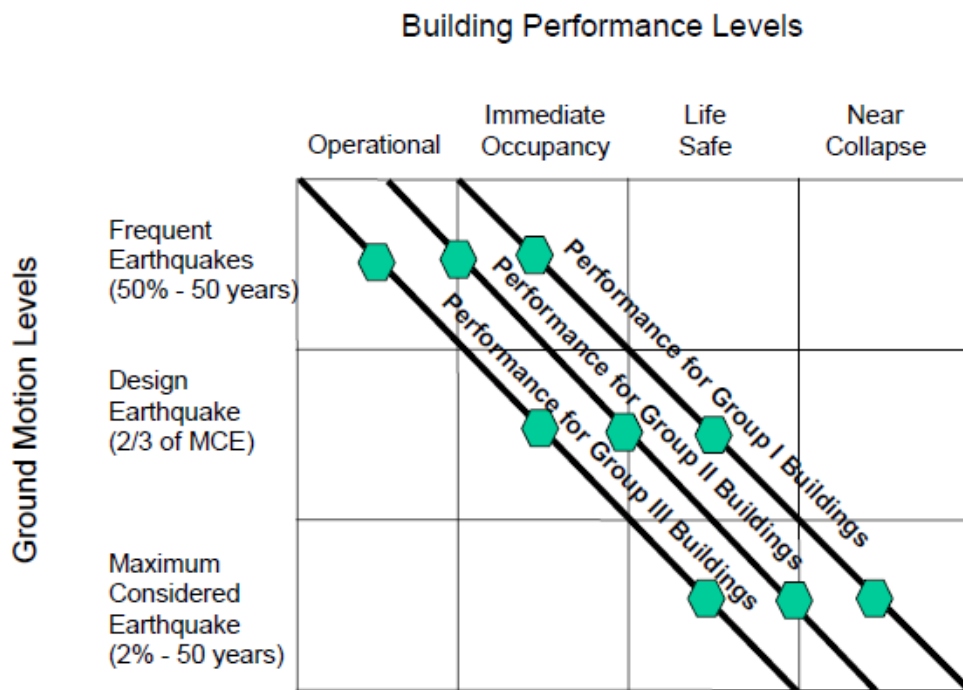 Building Performance Levels
Operational
Immediate
Occupancy
Life
Safe
Near
Collapse
Ground Motion Levels
Frequent
Earthquakes
(50% - 50 years)
Design
Earthquake
(2/3 of MCE)
Maximum
Considered
Earthquake
(2% - 50 years)
Performance for Group I Buildings
Performance for Group II Buildings
Performance for Group III Buildings